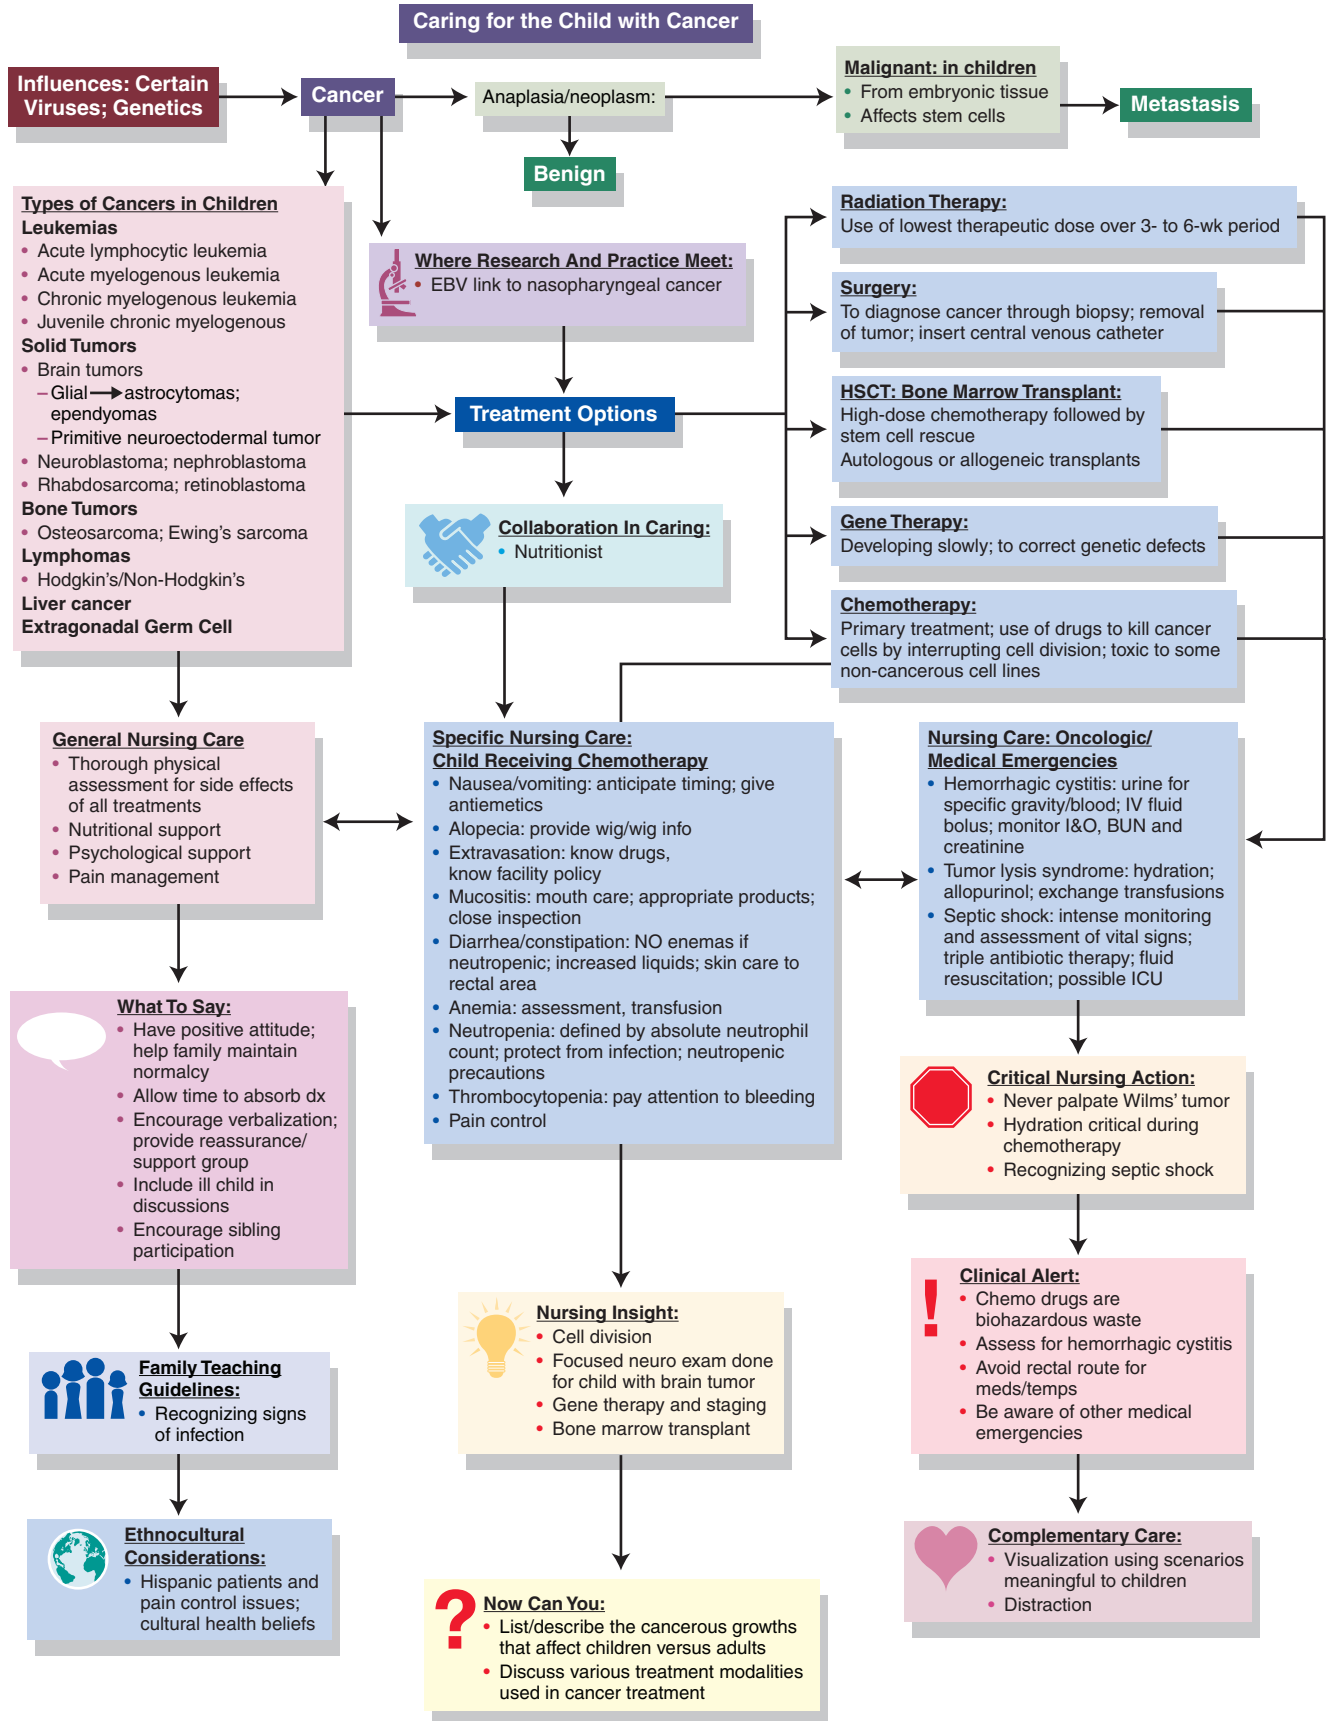 Caring for the Child with Cancer
Influences: Certain
Viruses; Genetics
Cancer
Anaplasia/neoplasm:
Benign
Malignant: in children
• From embryonic tissue
• Affects stem cells
Metastasis
Types of Cancers in Children
Leukemias
• Acute lymphocytic leukemia
• Acute myelogenous leukemia
• Chronic myelogenous leukemia
• Juvenile chronic myelogenous
Solid Tumors
• Brain tumors
– Glial → astrocytomas;
ependyomas
– Primitive neuroectodermal tumor
• Neuroblastoma; nephroblastoma
• Rhabdosarcoma; retinoblastoma
Bone Tumors
• Osteosarcoma; Ewing's sarcoma
Lymphomas
• Hodgkin's/Non-Hodgkin's
Liver cancer
Extragonadal Germ Cell
Where Research And Practice Meet:
• EBV link to nasopharyngeal cancer
Treatment Options
Collaboration In Caring:
• Nutritionist
Radiation Therapy:
Use of lowest therapeutic dose over 3- to 6-wk period
Surgery:
To diagnose cancer through biopsy; removal
of tumor; insert central venous catheter
HSCT: Bone Marrow Transplant:
High-dose chemotherapy followed by
stem cell rescue
Autologous or allogeneic transplants
Gene Therapy:
Developing slowly; to correct genetic defects
Chemotherapy:
Primary treatment; use of drugs to kill cancer
cells by interrupting cell division; toxic to some
non-cancerous cell lines
General Nursing Care
• Thorough physical
assessment for side effects
of all treatments
• Nutritional support
• Psychological support
• Pain management
Specific Nursing Care:
Child Receiving Chemotherapy
• Nausea/vomiting: anticipate timing; give
antiemetics
• Alopecia: provide wig/wig info
• Extravasation: know drugs,
know facility policy
• Mucositis: mouth care; appropriate products;
close inspection
• Diarrhea/constipation: NO enemas if
neutropenic; increased liquids; skin care to
rectal area
• Anemia: assessment, transfusion
• Neutropenia: defined by absolute neutrophil
count; protect from infection; neutropenic
precautions
• Thrombocytopenia: pay attention to bleeding
• Pain control
Nursing Care: Oncologic/
Medical Emergencies
• Hemorrhagic cystitis: urine for
specific gravity/blood; IV fluid
bolus; monitor I&O, BUN and
creatinine
• Tumor lysis syndrome: hydration;
allopurinol; exchange transfusions
• Septic shock: intense monitoring
and assessment of vital signs;
triple antibiotic therapy; fluid
resuscitation; possible ICU
What To Say:
• Have positive attitude;
help family maintain
normalcy
• Allow time to absorb dx
• Encourage verbalization;
provide reassurance/
support group
• Include ill child in
discussions
• Encourage sibling
participation
Critical Nursing Action:
• Never palpate Wilms' tumor
• Hydration critical during
chemotherapy
• Recognizing septic shock
Clinical Alert:
• Chemo drugs are
biohazardous waste
• Assess for hemorrhagic cystitis
• Avoid rectal route for
meds/temps
• Be aware of other medical
emergencies
Nursing Insight:
• Cell division
• Focused neuro exam done
for child with brain tumor
• Gene therapy and staging
• Bone marrow transplant
Family Teaching
Guidelines:
• Recognizing signs
of infection
Ethnocultural
Considerations:
• Hispanic patients and
pain control issues;
cultural health beliefs
Complementary Care:
• Visualization using scenarios
meaningful to children
• Distraction
Now Can You:
• List/describe the cancerous growths
that affect children versus adults
• Discuss various treatment modalities
used in cancer treatment